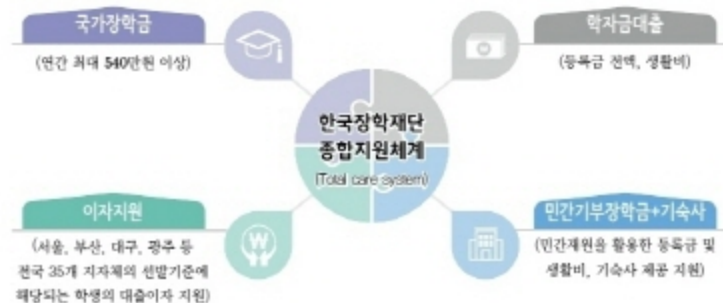 국가장학금
(연간 최대 540만원 이상)
학자금대출
(등록금 전액, 생활비)
한국장학재단
종합지원체계
(Total care system)
이자지원
(서울, 부산, 대구, 광주 등
전국 35개 지자체의 선발기준에
해당되는 학생의 대출이자 지원)
민간기부장학금+기숙사
(민간재원을 활용한 등록금 및
생활비, 기숙사 제공 지원)